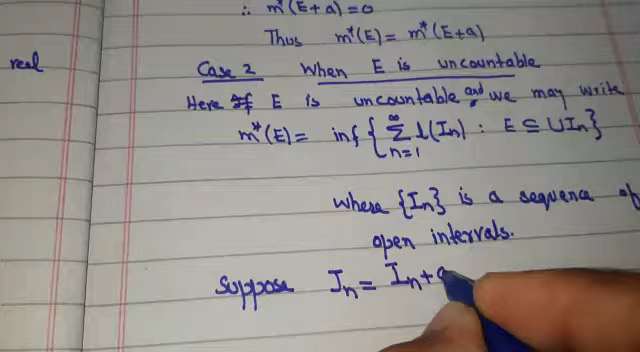 ∴ m*(E+a) = 0
Thus m*(E) = m*(E+a)
real
Case 2 When E is uncountable
Here E is uncountable and we may write
m*(E) = inf { ∑_{n=1}^{∞} l(In) : E ⊆ ∪In }
where {In} is a sequence of
open intervals.
Suppose Jn = In + a